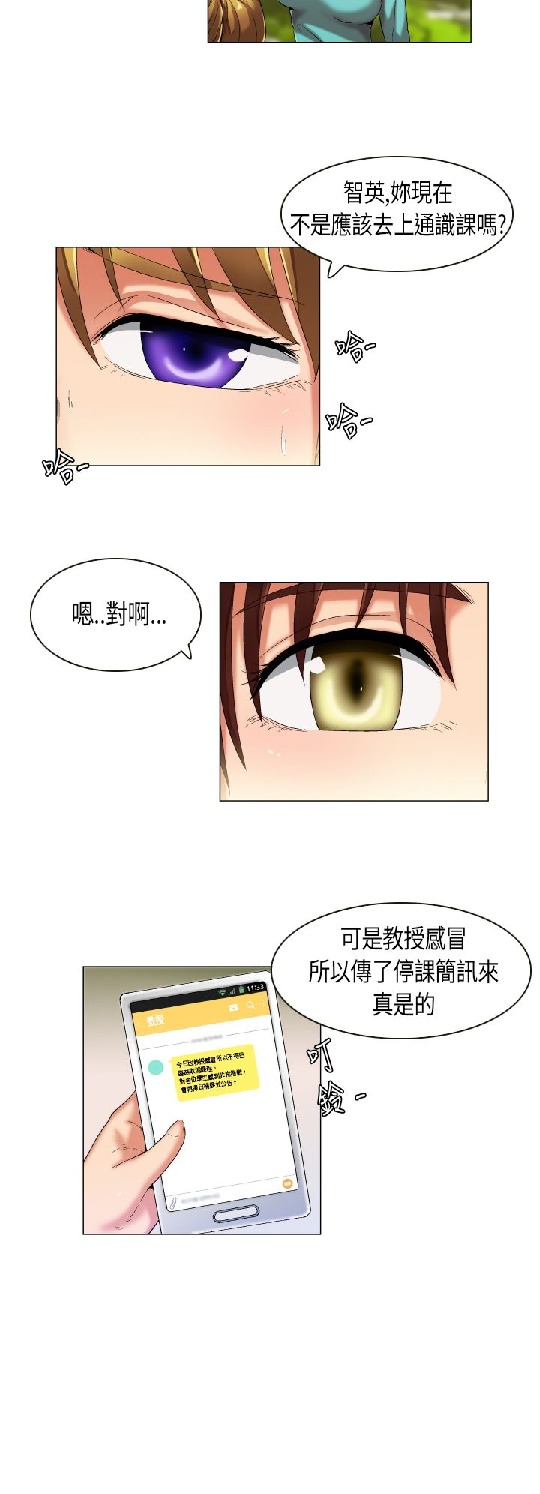 智英,妳現在
不是應該去上通識課嗎?
哈~
哈~
哈~
嗯..對啊...
可是教授感冒
所以傳了停課簡訊來
真是的
叮
鈴~
教授